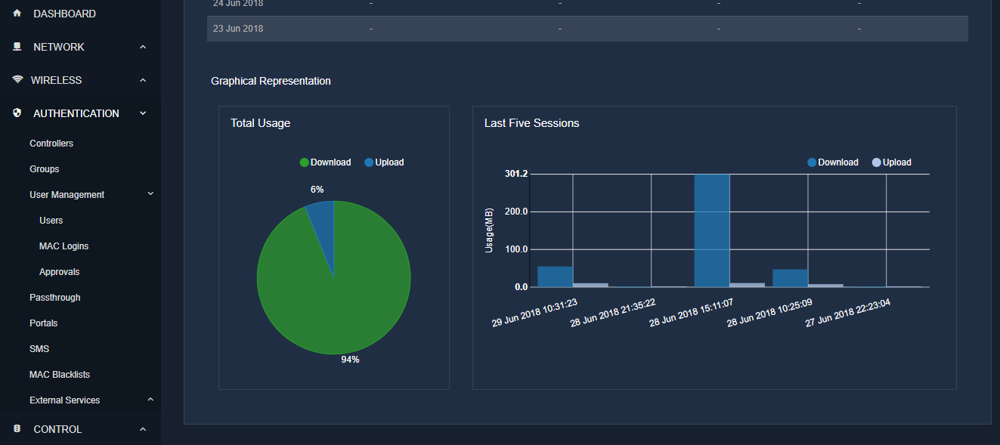 DASHBOARD
NETWORK
WIRELESS
AUTHENTICATION
Controllers
Groups
User Management
Users
MAC Logins
Approvals
Passthrough
Portals
SMS
MAC Blacklists
External Services
CONTROL
24 Jun 2018 - - - -
23 Jun 2018 - - - -
Graphical Representation
Total Usage
Download Upload
6%
94%
Last Five Sessions
Download Upload
Usage(MB)
301.2
200.0
100.0
0.0
29 Jun 2018 10:31:23
28 Jun 2018 21:35:22
28 Jun 2018 15:11:07
28 Jun 2018 10:25:09
27 Jun 2018 22:23:04